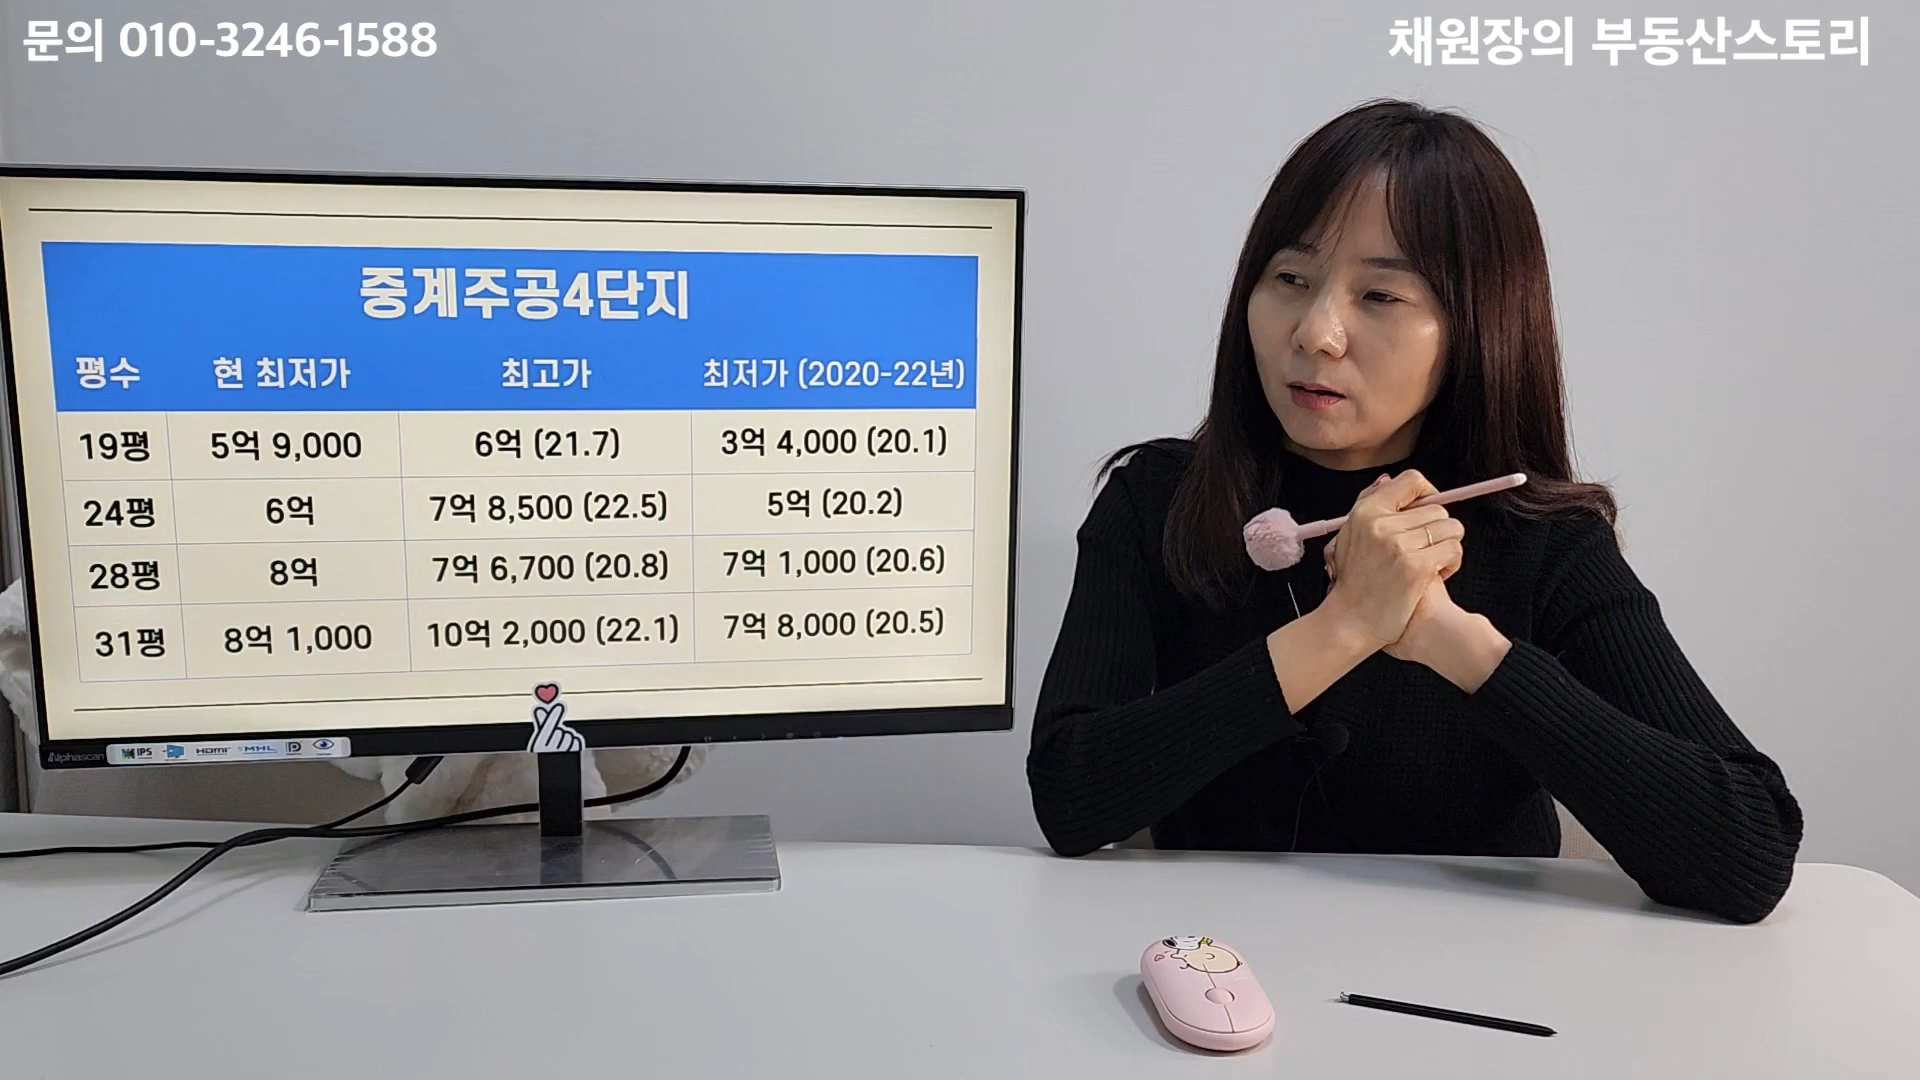 문의 010-3246-1588
채원장의 부동산스토리
중계주공4단지
평수 현 최저가 최고가 최저가 (2020-22년)
19평 5억 9,000 6억 (21.7) 3억 4,000 (20.1)
24평 6억 7억 8,500 (22.5) 5억 (20.2)
28평 8억 7억 6,700 (20.8) 7억 1,000 (20.6)
31평 8억 1,000 10억 2,000 (22.1) 7억 8,000 (20.5)
Alphascan IPS HDMI MHL